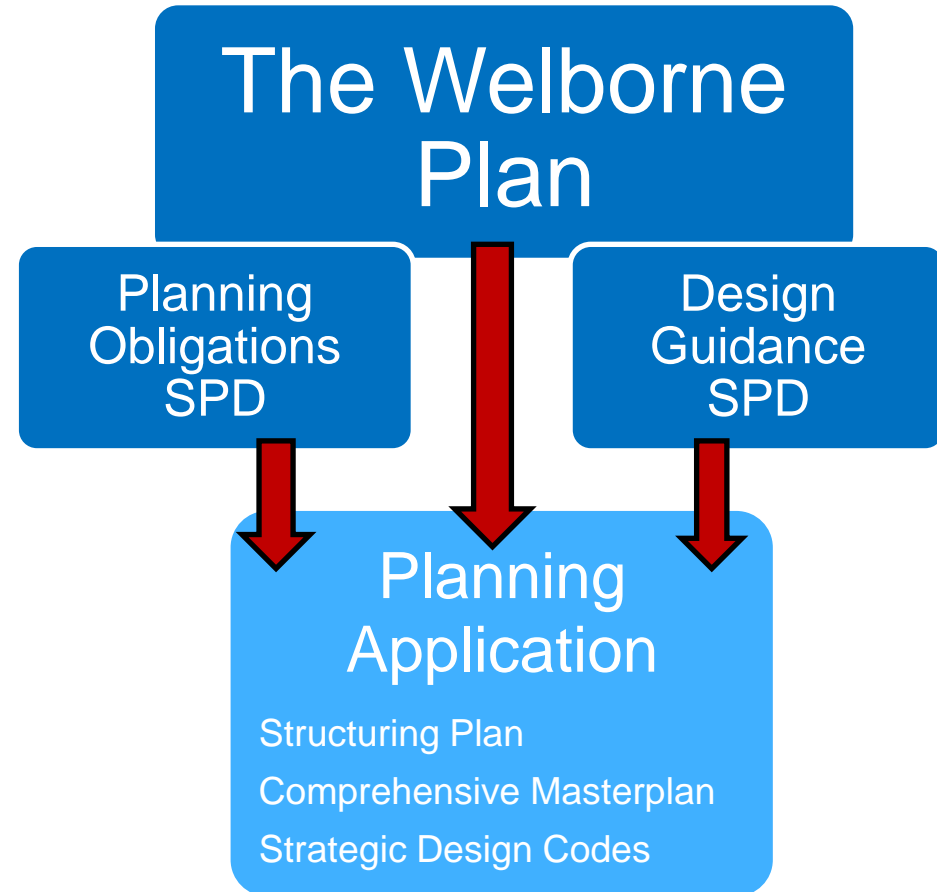 The Welborne
Plan
Planning
Obligations
SPD
Design
Guidance
SPD
Planning
Application
Structuring Plan
Comprehensive Masterplan
Strategic Design Codes